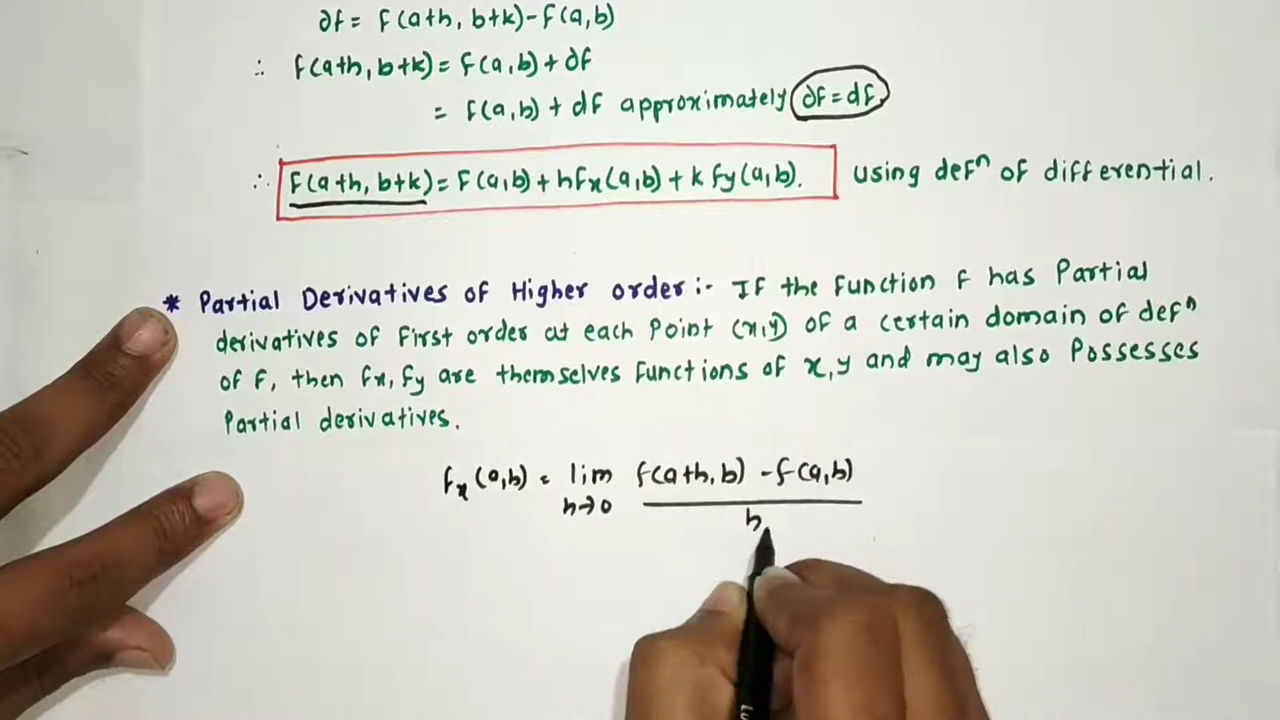 ∂f = f(a+h, b+k) - f(a,b)
∴ f(a+h, b+k) = f(a,b) + ∂f
= f(a,b) + df approximately ∂f = df.
∴ f(a+h, b+k) = f(a,b) + hfx(a,b) + k fy(a,b). using defⁿ of differential.
* Partial Derivatives of Higher order :- If the function f has Partial
derivatives of first order at each Point (x,y) of a certain domain of defⁿ
of f, then fx, fy are themselves functions of x,y and may also Possesses
Partial derivatives.
fx (a,b) = lim f(a+h, b) - f(a,b)
h→0 h